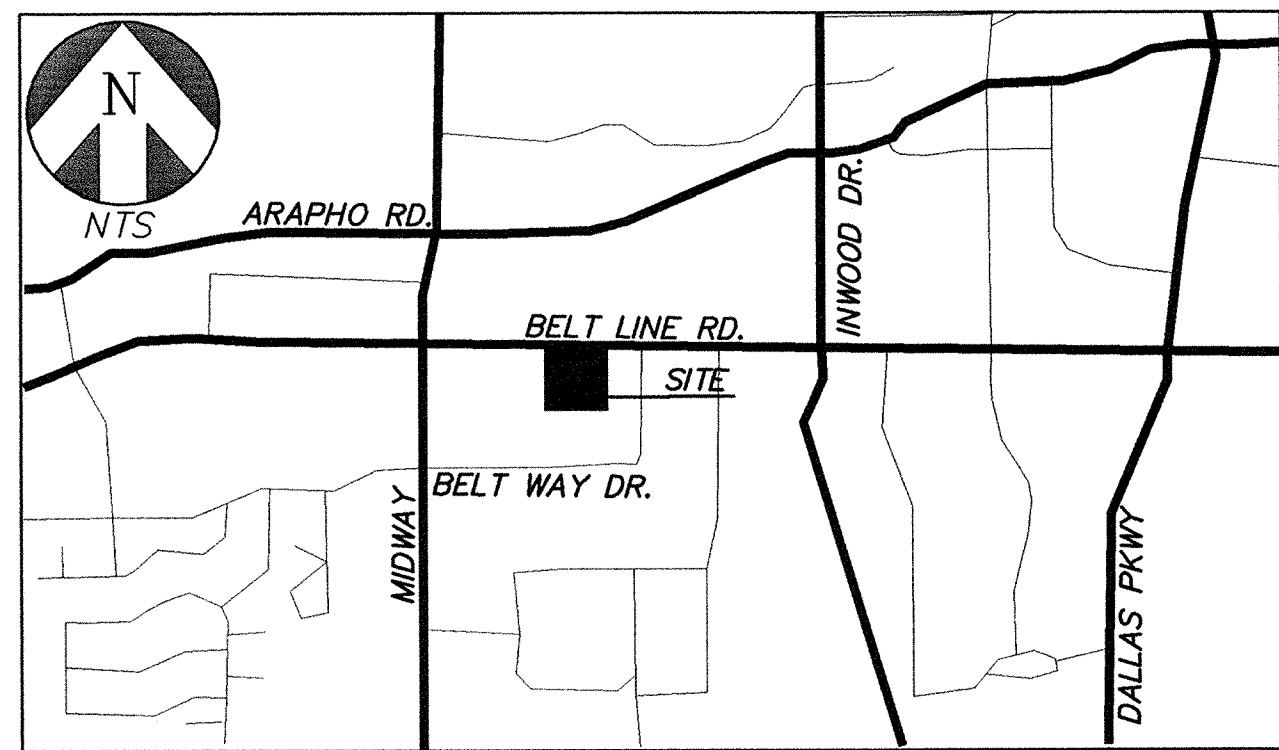 N
NTS
ARAPHO RD.
INWOOD DR.
BELT LINE RD.
SITE
BELT WAY DR.
MIDWAY
DALLAS PKWY